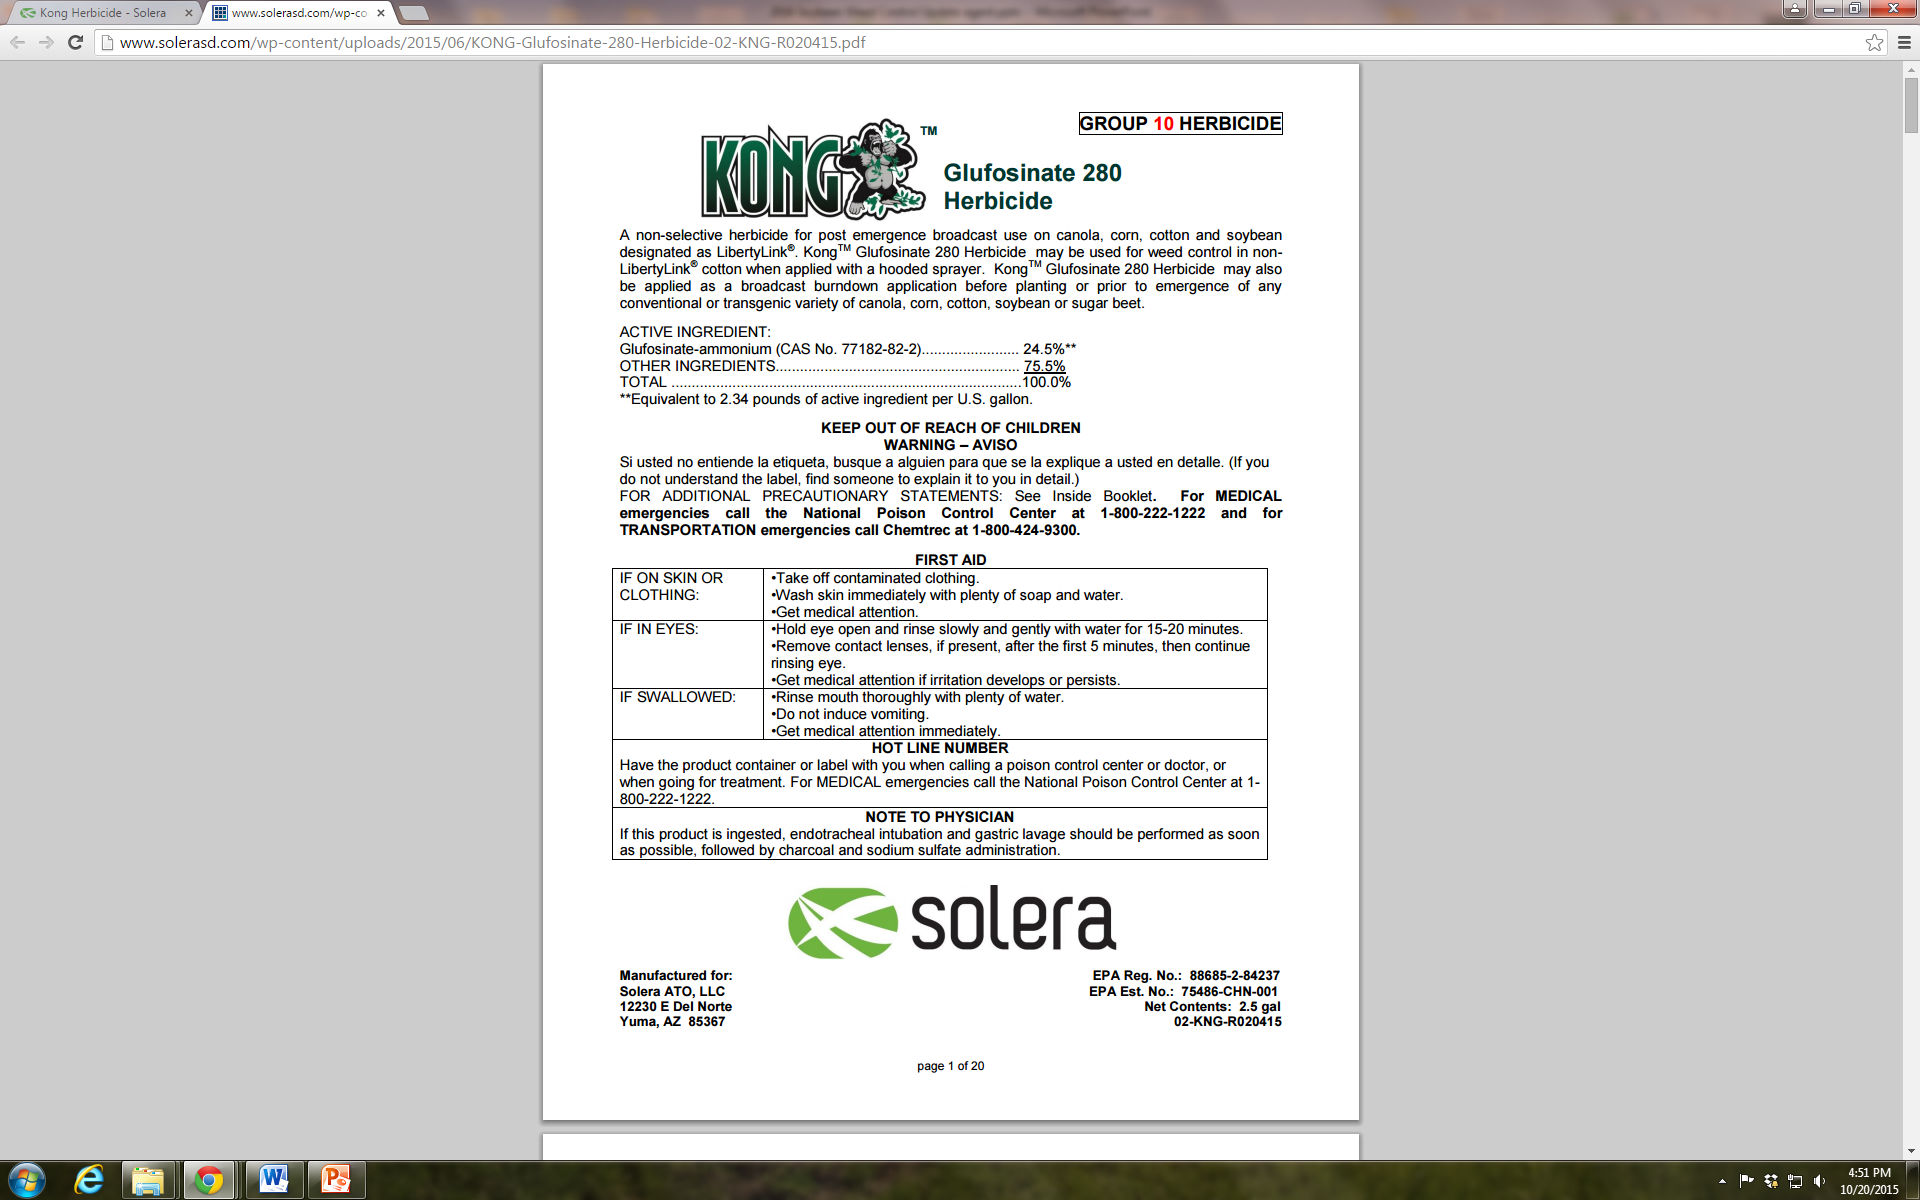 Kong Herbicide - Solera
www.solerasd.com/wp-co
www.solerasd.com/wp-content/uploads/2015/06/KONG-Glufosinate-280-Herbicide-02-KNG-R020415.pdf
GROUP 10 HERBICIDE
KONG™
Glufosinate 280
Herbicide
A non-selective herbicide for post emergence broadcast use on canola, corn, cotton and soybean
designated as LibertyLink®. Kong™ Glufosinate 280 Herbicide may be used for weed control in non-
LibertyLink® cotton when applied with a hooded sprayer. Kong™ Glufosinate 280 Herbicide may also
be applied as a broadcast burndown application before planting or prior to emergence of any
conventional or transgenic variety of canola, corn, cotton, soybean or sugar beet.
ACTIVE INGREDIENT:
Glufosinate-ammonium (CAS No. 77182-82-2)........................ 24.5%**
OTHER INGREDIENTS............................................................ 75.5%
TOTAL ......................................................................................100.0%
**Equivalent to 2.34 pounds of active ingredient per U.S. gallon.
KEEP OUT OF REACH OF CHILDREN
WARNING – AVISO
Si usted no entiende la etiqueta, busque a alguien para que se la explique a usted en detalle. (If you
do not understand the label, find someone to explain it to you in detail.)
FOR ADDITIONAL PRECAUTIONARY STATEMENTS: See Inside Booklet. For MEDICAL
emergencies call the National Poison Control Center at 1-800-222-1222 and for
TRANSPORTATION emergencies call Chemtrec at 1-800-424-9300.
FIRST AID
IF ON SKIN OR
CLOTHING:
•Take off contaminated clothing.
•Wash skin immediately with plenty of soap and water.
•Get medical attention.
IF IN EYES:
•Hold eye open and rinse slowly and gently with water for 15-20 minutes.
•Remove contact lenses, if present, after the first 5 minutes, then continue
rinsing eye.
•Get medical attention if irritation develops or persists.
IF SWALLOWED:
•Rinse mouth thoroughly with plenty of water.
•Do not induce vomiting.
•Get medical attention immediately.
HOT LINE NUMBER
Have the product container or label with you when calling a poison control center or doctor, or
when going for treatment. For MEDICAL emergencies call the National Poison Control Center at 1-
800-222-1222.
NOTE TO PHYSICIAN
If this product is ingested, endotracheal intubation and gastric lavage should be performed as soon
as possible, followed by charcoal and sodium sulfate administration.
solera
Manufactured for:
Solera ATO, LLC
12230 E Del Norte
Yuma, AZ 85367
EPA Reg. No.: 88685-2-84237
EPA Est. No.: 75486-CHN-001
Net Contents: 2.5 gal
02-KNG-R020415
page 1 of 20
4:51 PM
10/20/2015